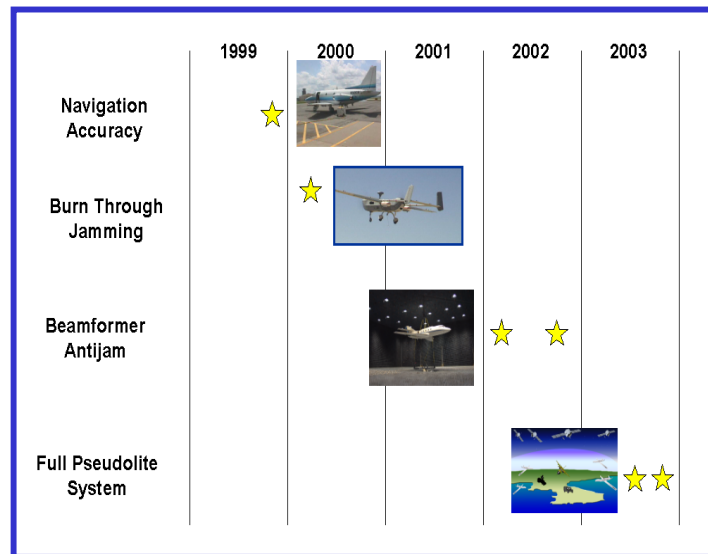 1999 2000 2001 2002 2003
Navigation
Accuracy
Burn Through
Jamming
Beamformer
Antijam
Full Pseudolite
System